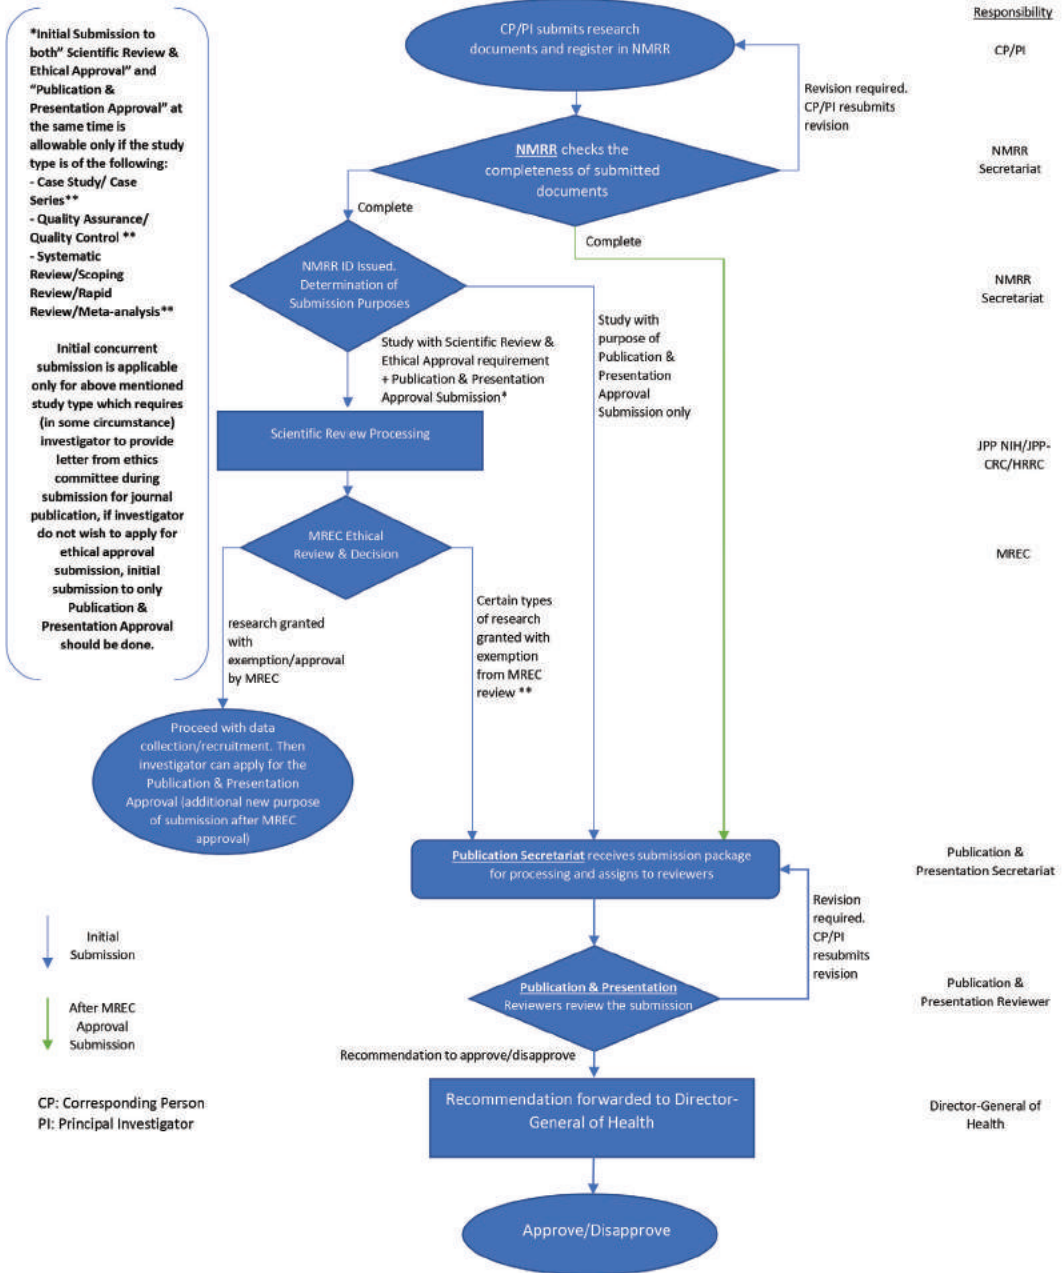 *Initial Submission to
both” Scientific Review &
Ethical Approval” and
“Publication &
Presentation Approval” at
the same time is
allowable only if the study
type is of the following:
- Case Study/ Case
Series**
- Quality Assurance/
Quality Control **
- Systematic
Review/Scoping
Review/Rapid
Review/Meta-analysis**
Initial concurrent
submission is applicable
only for above mentioned
study type which requires
(in some circumstance)
investigator to provide
letter from ethics
committee during
submission for journal
publication, if investigator
do not wish to apply for
ethical approval
submission, initial
submission to only
Publication &
Presentation Approval
should be done.
CP/PI submits research
documents and register in NMRR
Revision required.
CP/PI resubmits
revision
NMRR checks the
completeness of submitted
documents
Complete
Complete
NMRR ID Issued.
Determination of
Submission Purposes
Study with Scientific Review &
Ethical Approval requirement
+ Publication & Presentation
Approval Submission*
Study with
purpose of
Publication &
Presentation
Approval
Submission only
Scientific Review Processing
MREC Ethical
Review & Decision
research granted
with
exemption/approval
by MREC
Certain types
of research
granted with
exemption
from MREC
review **
Proceed with data
collection/recruitment. Then
investigator can apply for the
Publication & Presentation
Approval (additional new purpose
of submission after MREC
approval)
Publication Secretariat receives submission package
for processing and assigns to reviewers
Revision
required.
CP/PI
resubmits
revision
Publication & Presentation
Reviewers review the submission
Recommendation to approve/disapprove
Recommendation forwarded to Director-
General of Health
Approve/Disapprove
Initial
Submission
After MREC
Approval
Submission
CP: Corresponding Person
PI: Principal Investigator
Responsibility
CP/PI
NMRR
Secretariat
NMRR
Secretariat
JPP NIH/JPP-
CRC/HRRC
MREC
Publication &
Presentation Secretariat
Publication &
Presentation Reviewer
Director-General of
Health